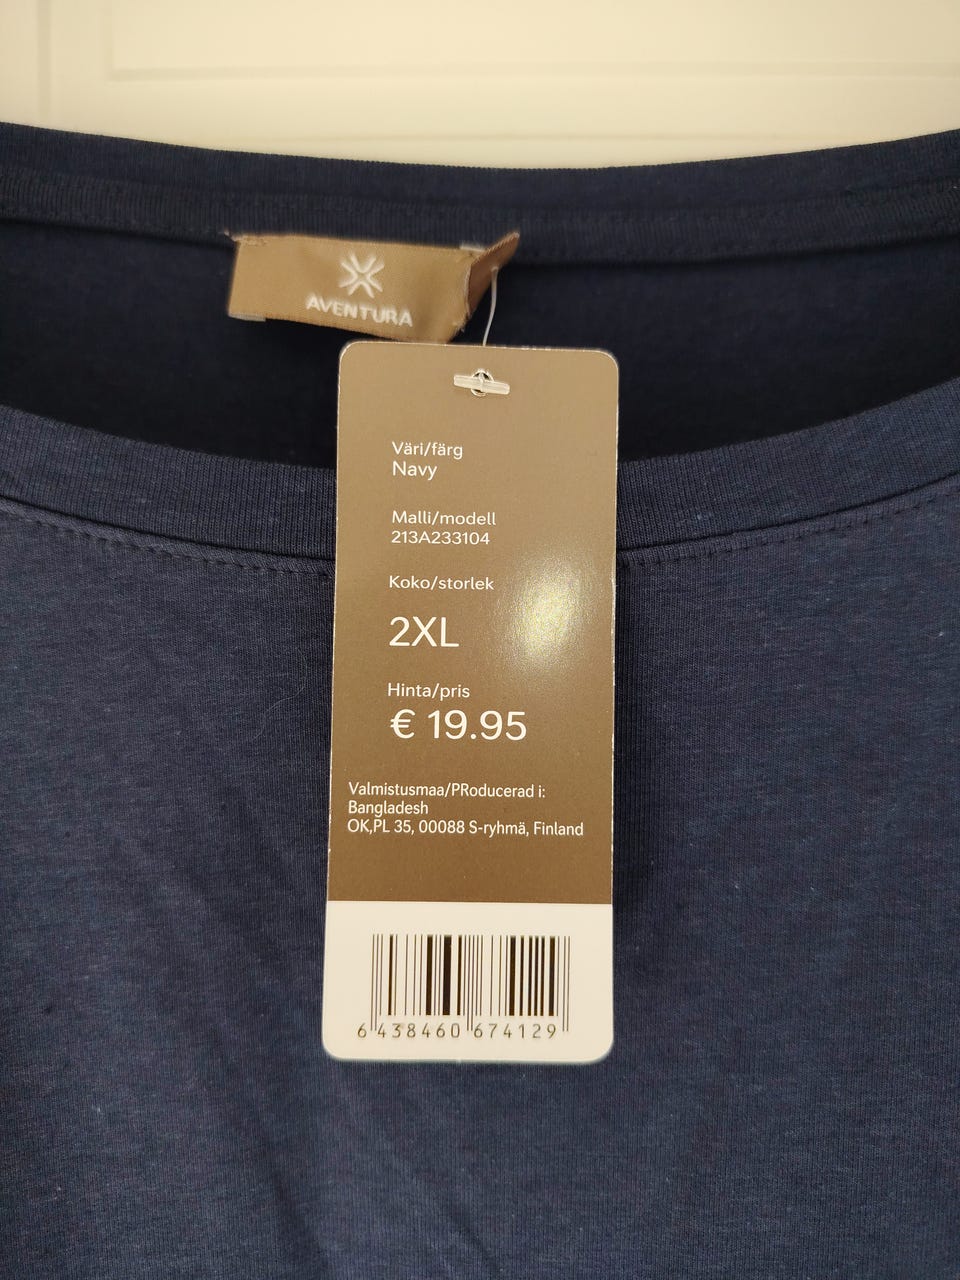 AVENTURA
Väri/färg
Navy
Malli/modell
213A233104
Koko/storlek
2XL
Hinta/pris
€ 19.95
Valmistusmaa/PRoducerad i:
Bangladesh
OK,PL 35, 00088 S-ryhmä, Finland
6 438460 674129